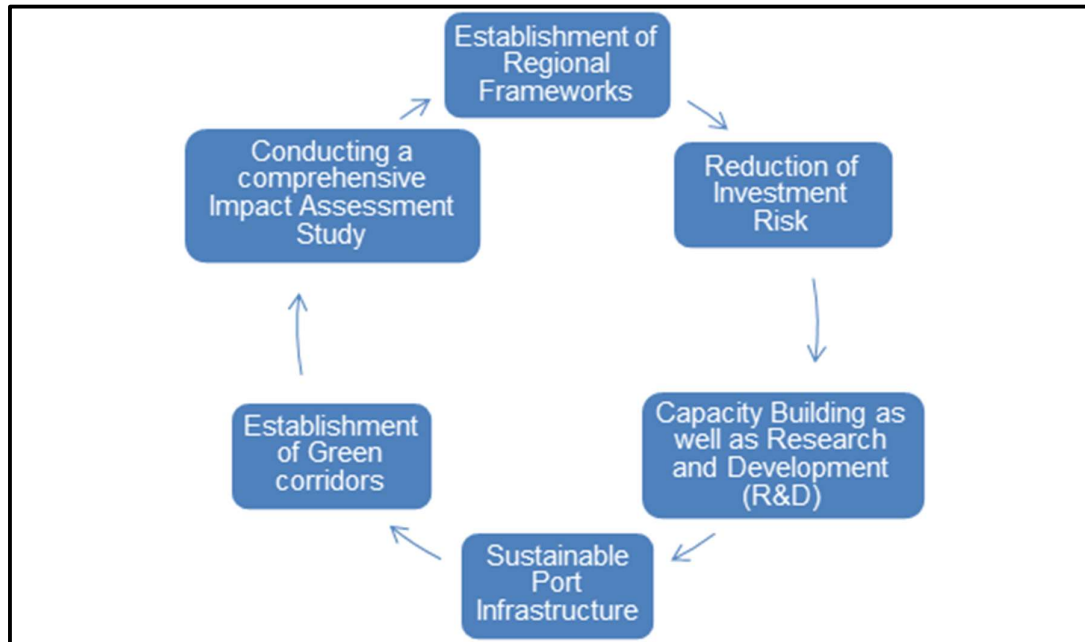 Establishment of
Regional
Frameworks
Reduction of
Investment
Risk
Capacity Building as
well as Research
and Development
(R&D)
Sustainable
Port
Infrastructure
Establishment
of Green
corridors
Conducting a
comprehensive
Impact Assessment
Study